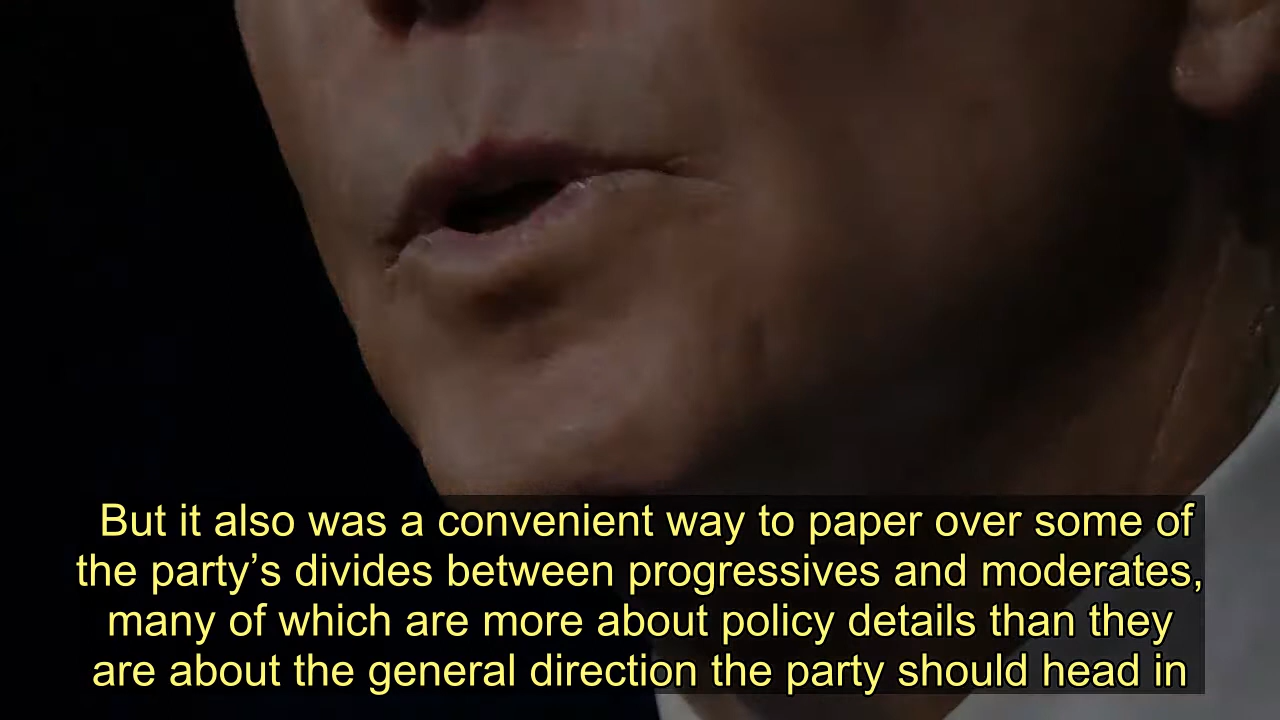 But it also was a convenient way to paper over some of
the party’s divides between progressives and moderates,
many of which are more about policy details than they
are about the general direction the party should head in